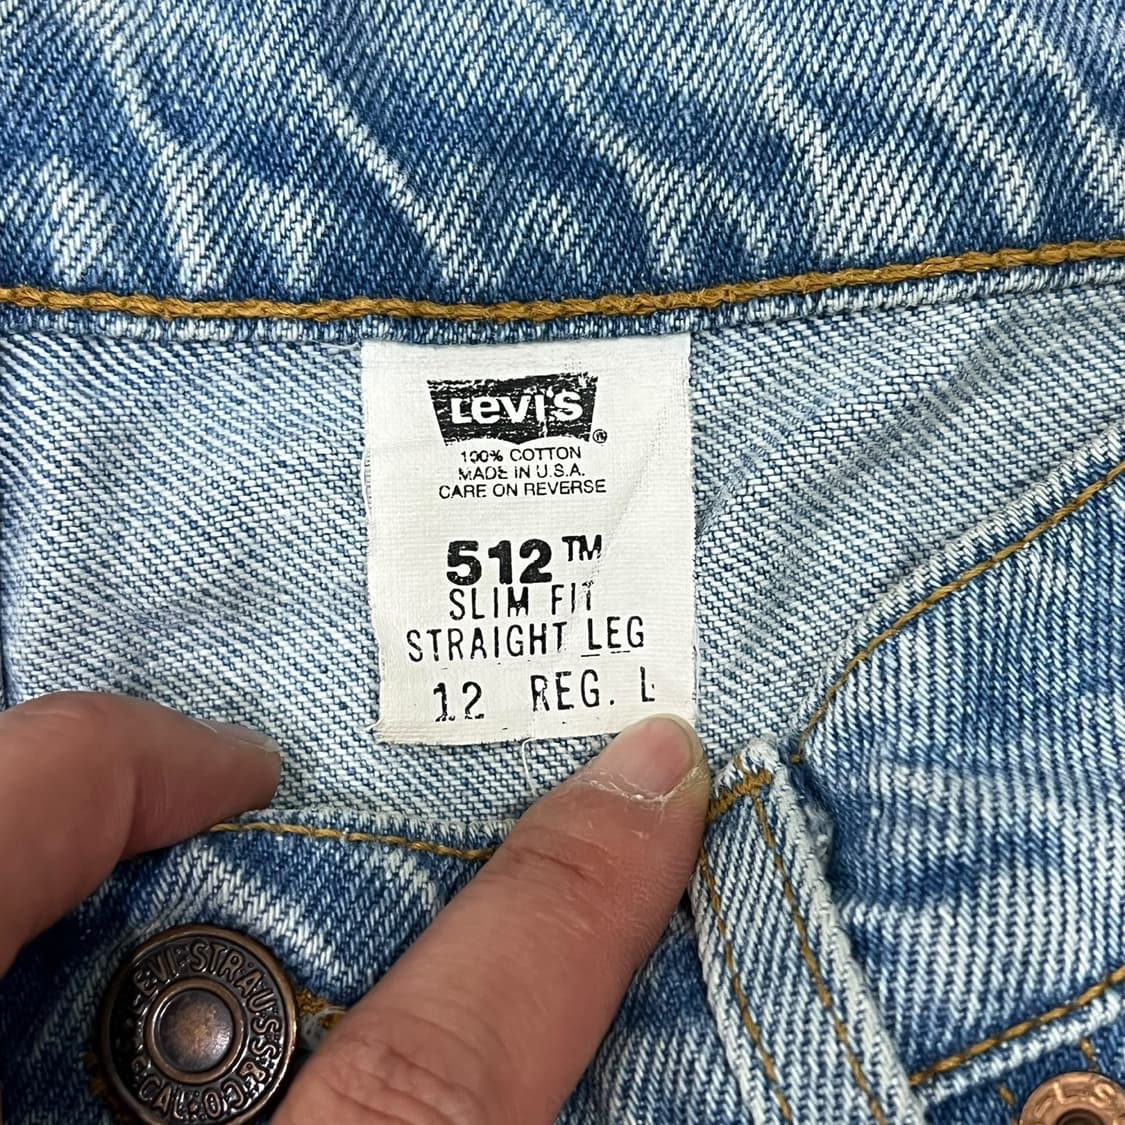 Levi's ®
100% COTTON
MADE IN U.S.A.
CARE ON REVERSE
512™
SLIM FIT
STRAIGHT LEG
12 REG. L
LEVI STRAUSS & CO
CAL